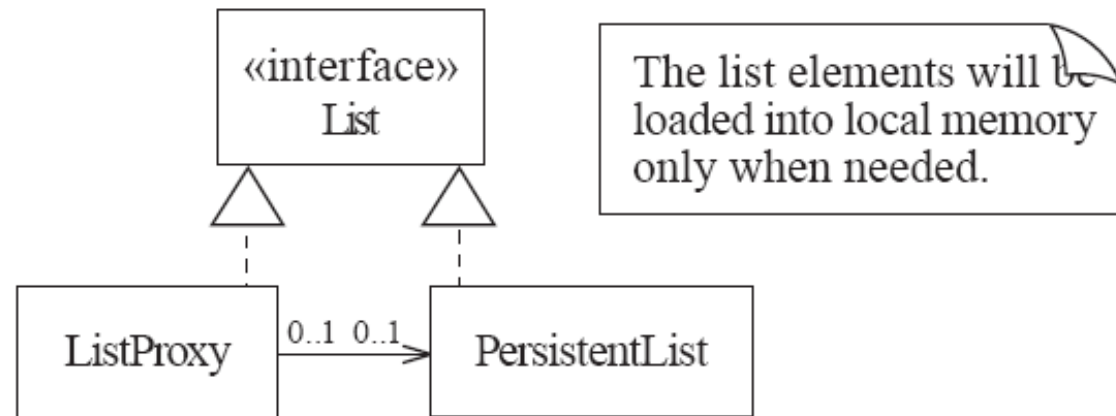 «interface»
List
The list elements will be
loaded into local memory
only when needed.
ListProxy
0..1 0..1
PersistentList